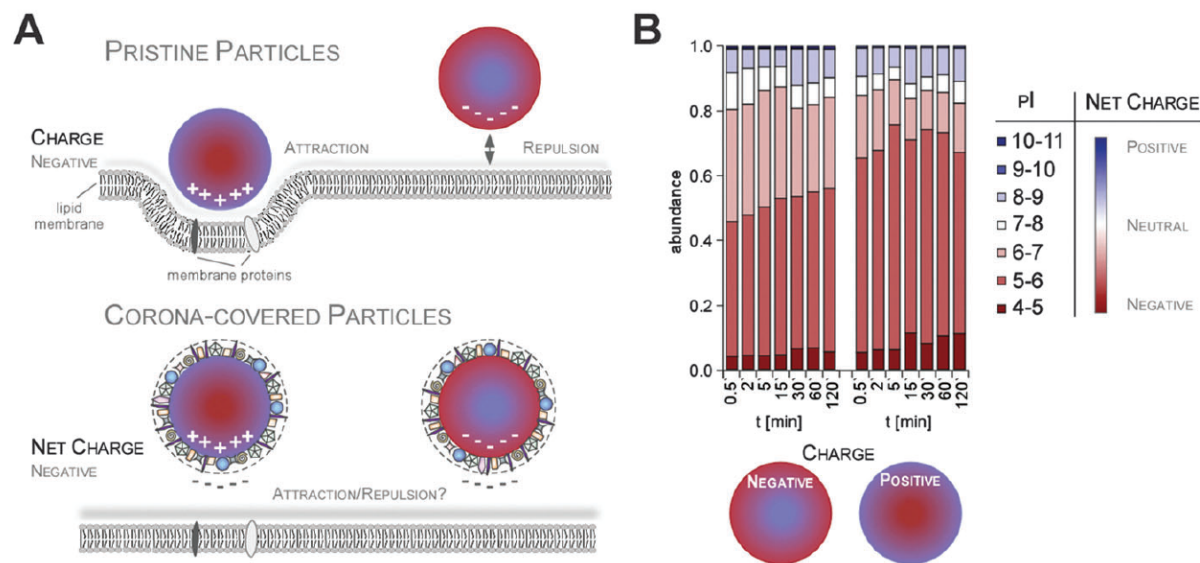 A
PRISTINE PARTICLES
CHARGE
NEGATIVE
ATTRACTION
REPULSION
- - - - -
+ + + + +
lipid
membrane
membrane proteins
CORONA-COVERED PARTICLES
+ + + + +
- - - - -
NET CHARGE
NEGATIVE
- - - - -
- - - - -
ATTRACTION/REPULSION?
B
abundance
1.0
0.8
0.6
0.4
0.2
0.0
0.5´ 2´ 5´ 15´ 30´ 60´ 120´
0.5´ 2´ 5´ 15´ 30´ 60´ 120´
t [min]
t [min]
pI
NET CHARGE
10-11
9-10
8-9
7-8
6-7
5-6
4-5
POSITIVE
NEUTRAL
NEGATIVE
CHARGE
NEGATIVE
POSITIVE